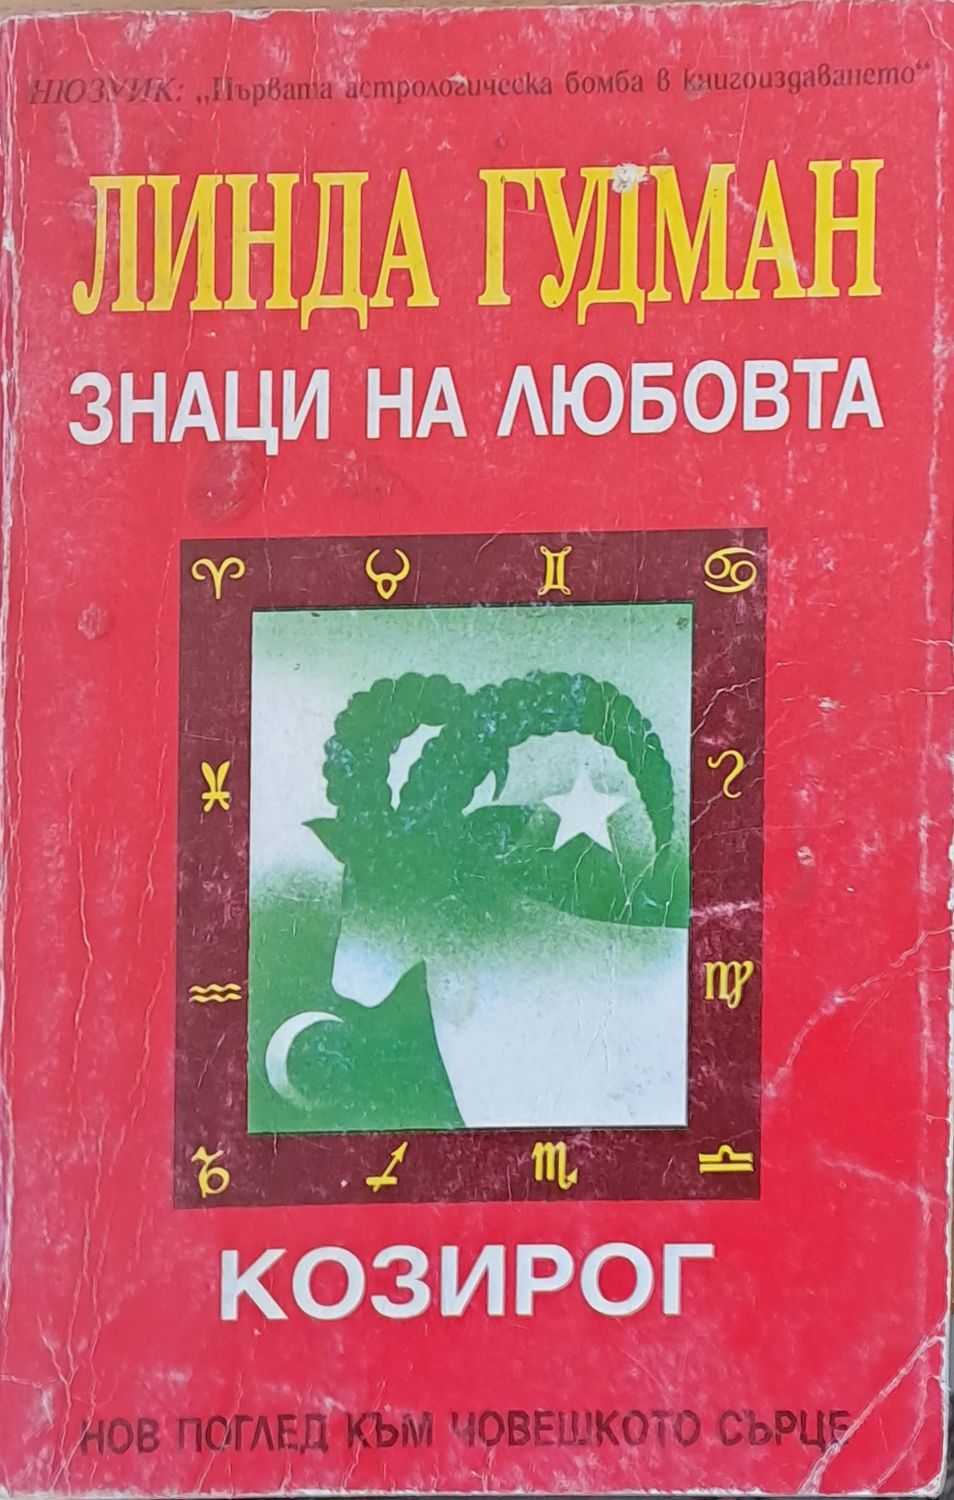 НЮЗУИК: „Първата астрологическа бомба в книгоиздаването“
ЛИНДА ГУДМАН
ЗНАЦИ НА ЛЮБОВТА
КОЗИРОГ
НОВ ПОГЛЕД КЪМ ЧОВЕШКОТО СЪРЦЕ